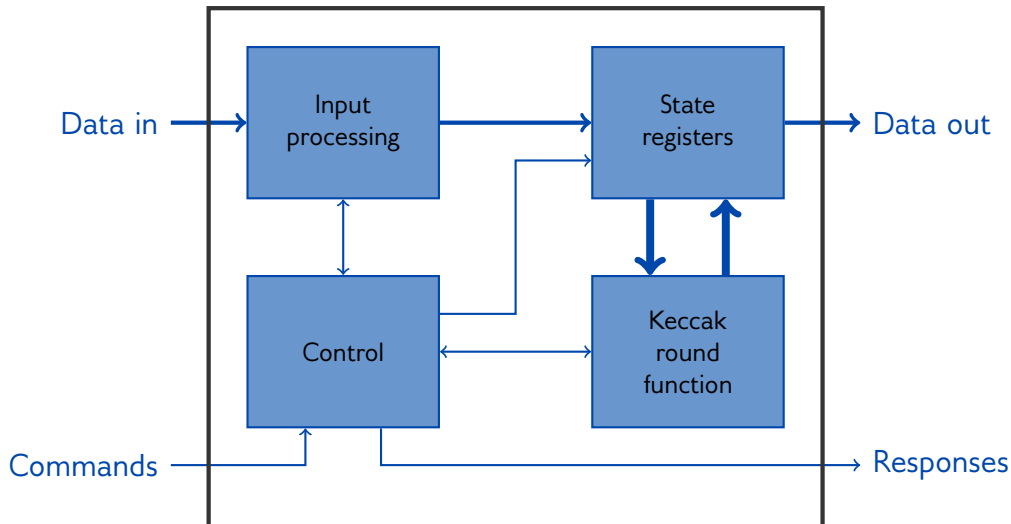 Data in
Input
processing
State
registers
Data out
Control
Keccak
round
function
Commands
Responses